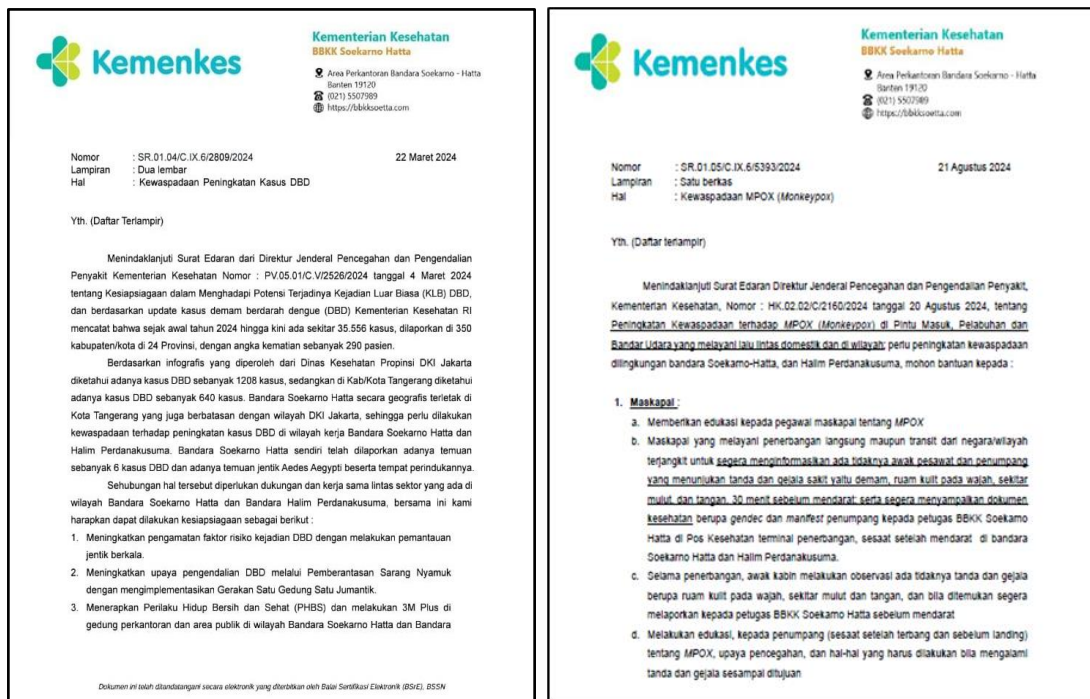 Kemenkes
Kementerian Kesehatan
BBKK Soekarno Hatta
Area Perkantoran Bandara Soekarno - Hatta
Banten 19120
(021) 5507989
https://bbkksoetta.com
Nomor : SR.01.04/C.IX.6/2809/2024 22 Maret 2024
Lampiran : Dua lembar
Hal : Kewaspadaan Peningkatan Kasus DBD
Yth. (Daftar Terlampir)
Menindaklanjuti Surat Edaran dari Direktur Jenderal Pencegahan dan Pengendalian
Penyakit Kementerian Kesehatan Nomor : PV.05.01/C.V/2526/2024 tanggal 4 Maret 2024
tentang Kesiapsiagaan dalam Menghadapi Potensi Terjadinya Kejadian Luar Biasa (KLB) DBD,
dan berdasarkan update kasus demam berdarah dengue (DBD) Kementerian Kesehatan RI
mencatat bahwa sejak awal tahun 2024 hingga kini ada sekitar 35.556 kasus, dilaporkan di 350
kabupaten/kota di 24 Provinsi, dengan angka kematian sebanyak 290 pasien.
Berdasarkan infografis yang diperoleh dari Dinas Kesehatan Propinsi DKI Jakarta
diketahui adanya kasus DBD sebanyak 1208 kasus, sedangkan di Kab/Kota Tangerang diketahui
adanya kasus DBD sebanyak 640 kasus. Bandara Soekarno Hatta secara geografis terletak di
Kota Tangerang yang juga berbatasan dengan wilayah DKI Jakarta, sehingga perlu dilakukan
kewaspadaan terhadap peningkatan kasus DBD di wilayah kerja Bandara Soekarno Hatta dan
Halim Perdanakusuma. Bandara Soekarno Hatta sendiri telah dilaporkan adanya temuan
sebanyak 6 kasus DBD dan adanya temuan jentik Aedes Aegypti beserta tempat perindukannya.
Sehubungan hal tersebut diperlukan dukungan dan kerja sama lintas sektor yang ada di
wilayah Bandara Soekarno Hatta dan Bandara Halim Perdanakusuma, bersama ini kami
harapkan dapat dilakukan kesiapsiagaan sebagai berikut :
1. Meningkatkan pengamatan faktor risiko kejadian DBD dengan melakukan pemantauan
jentik berkala.
2. Meningkatkan upaya pengendalian DBD melalui Pemberantasan Sarang Nyamuk
dengan mengimplementasikan Gerakan Satu Gedung Satu Jumantik.
3. Menerapkan Perilaku Hidup Bersih dan Sehat (PHBS) dan melakukan 3M Plus di
gedung perkantoran dan area publik di wilayah Bandara Soekarno Hatta dan Bandara
Dokumen ini telah ditandatangani secara elektronik yang diterbitkan oleh Balai Sertifikasi Elektronik (BSrE), BSSN
Kemenkes
Kementerian Kesehatan
BBKK Soekarno Hatta
Area Perkantoran Bandara Soekarno - Hatta
Banten 19120
(021) 5507989
https://bbkksoetta.com
Nomor : SR.01.05/C.IX.6/5393/2024 21 Agustus 2024
Lampiran : Satu berkas
Hal : Kewaspadaan MPOX (Monkeypox)
Yth. (Daftar terlampir)
Menindaklanjuti Surat Edaran Direktur Jenderal Pencegahan dan Pengendalian Penyakit,
Kementerian Kesehatan, Nomor : HK.02.02/C/2160/2024 tanggal 20 Agustus 2024, tentang
Peningkatan Kewaspadaan terhadap MPOX (Monkeypox) di Pintu Masuk, Pelabuhan dan
Bandar Udara yang melayani lalu lintas domestik dan di wilayah; perlu peningkatan kewaspadaan
dilingkungan bandara Soekarno-Hatta, dan Halim Perdanakusuma, mohon bantuan kepada :
1. Maskapai :
a. Memberikan edukasi kepada pegawai maskapai tentang MPOX
b. Maskapai yang melayani penerbangan langsung maupun transit dari negara/wilayah
terjangkit untuk segera menginformasikan ada tidaknya awak pesawat dan penumpang
yang menunjukan tanda dan gejala sakit yaitu demam, ruam kulit pada wajah, sekitar
mulut, dan tangan, 30 menit sebelum mendarat; serta segera menyampaikan dokumen
kesehatan berupa gendec dan manifest penumpang kepada petugas BBKK Soekarno
Hatta di Pos Kesehatan terminal penerbangan, sesaat setelah mendarat di bandara
Soekarno Hatta dan Halim Perdanakusuma.
c. Selama penerbangan, awak kabin melakukan observasi ada tidaknya tanda dan gejala
berupa ruam kulit pada wajah, sekitar mulut dan tangan, dan bila ditemukan segera
melaporkan kepada petugas BBKK Soekarno Hatta sebelum mendarat
d. Melakukan edukasi, kepada penumpang (sesaat setelah terbang dan sebelum landing)
tentang MPOX, upaya pencegahan, dan hal-hal yang harus dilakukan bila mengalami
tanda dan gejala sesampai ditujuan